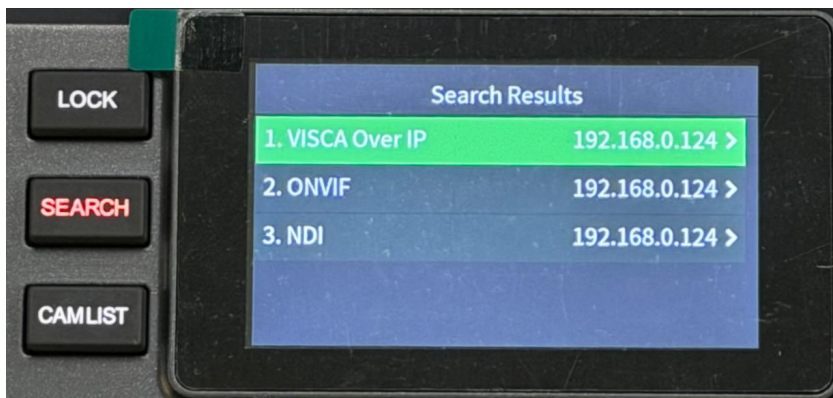 LOCK
SEARCH
CAMLIST
Search Results
1. VISCA Over IP 192.168.0.124 >
2. ONVIF 192.168.0.124 >
3. NDI 192.168.0.124 >